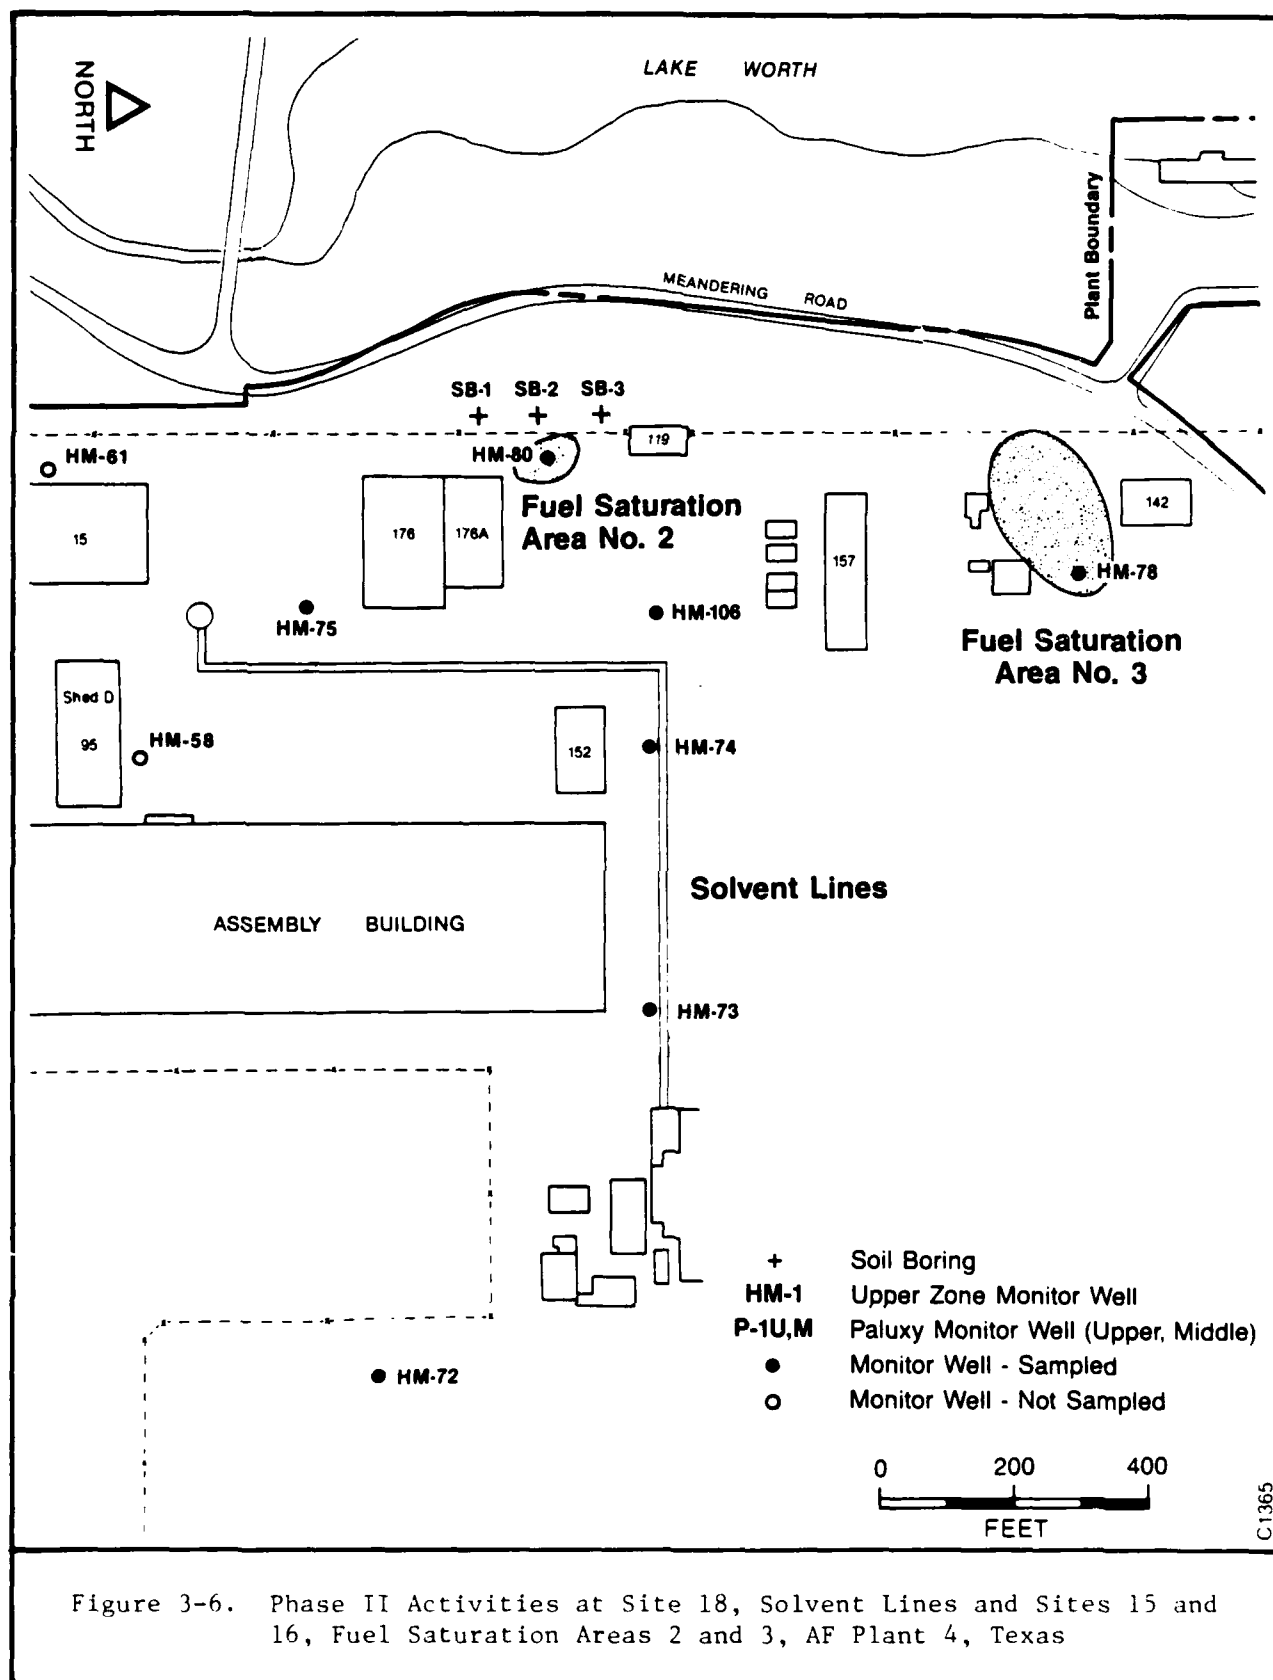 NORTH
LAKE WORTH
Plant Boundary
MEANDERING ROAD
SB-1 SB-2 SB-3
119
HM-61
HM-80
Fuel Saturation
Area No. 2
15
176
176A
157
142
HM-78
HM-75
HM-106
Fuel Saturation
Area No. 3
Shed D
95
HM-58
152
HM-74
Solvent Lines
ASSEMBLY BUILDING
HM-73
HM-72
+ Soil Boring
HM-1 Upper Zone Monitor Well
P-1U,M Paluxy Monitor Well (Upper, Middle)
Monitor Well - Sampled
Monitor Well - Not Sampled
0 200 400
FEET
C1365
Figure 3-6. Phase II Activities at Site 18, Solvent Lines and Sites 15 and
16, Fuel Saturation Areas 2 and 3, AF Plant 4, Texas